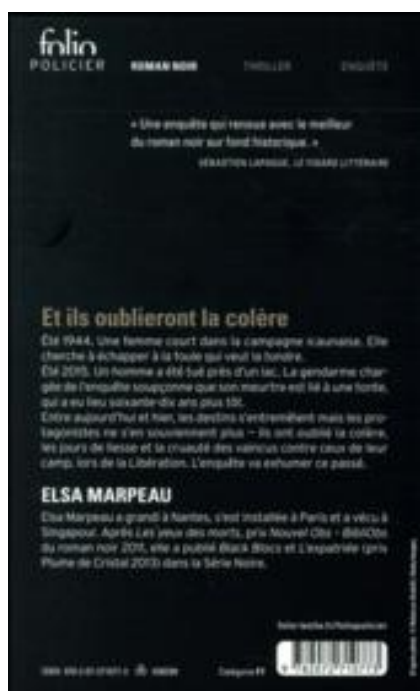 folio
POLICIER
ROMAN NOIR THRILLER ENQUÊTE
« Une enquête qui renoue avec le meilleur
du roman noir sur fond historique. »
SÉBASTIEN LAPAQUE, LE FIGARO LITTÉRAIRE
Et ils oublieront la colère
Été 1944. Une femme court dans la campagne icaunaise. Elle
cherche à échapper à la foule qui veut la tondre.
Été 2015. Un homme a été tué près d'un lac. La gendarme char-
gée de l'enquête soupçonne que son meurtre est lié à une tonte,
qui a eu lieu soixante-dix ans plus tôt.
Entre aujourd'hui et hier, les destins s'entremêlent mais les pro-
tagonistes ne s'en souviennent plus – ils ont oublié la colère,
les jours de liesse et la cruauté des vaincus contre ceux de leur
camp, lors de la Libération. L'enquête va exhumer ce passé.
ELSA MARPEAU
Elsa Marpeau a grandi à Nantes, s'est installée à Paris et a vécu à
Singapour. Après Les yeux des morts, prix Nouvel Obs - BibliObs
du roman noir 2011, elle a publié Black Blocs et L'expatriée (prix
Plume de Cristal 2013) dans la Série Noire.